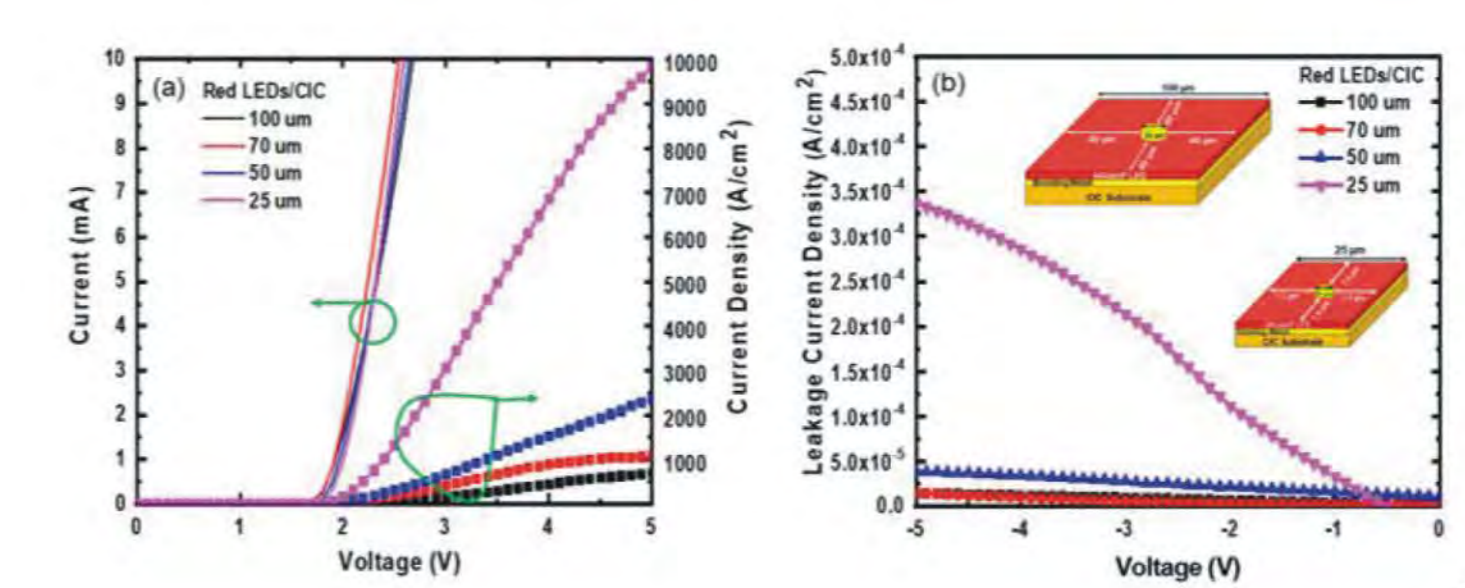 (a)
Red LEDs/CIC
100 um
70 um
50 um
25 um
Current (mA)
10
9
8
7
6
5
4
3
2
1
0
0 1 2 3 4 5
Voltage (V)
10000
9000
8000
7000
6000
5000
4000
3000
2000
1000
Current Density (A/cm²)
(b)
Red LEDs/CIC
100 um
70 um
50 um
25 um
100 µm
CIC Substrate
25 µm
CIC Substrate
Leakage Current Density (A/cm²)
5.0x10⁻⁴
4.5x10⁻⁴
4.0x10⁻⁴
3.5x10⁻⁴
3.0x10⁻⁴
2.5x10⁻⁴
2.0x10⁻⁴
1.5x10⁻⁴
1.0x10⁻⁴
5.0x10⁻⁵
0.0
-5 -4 -3 -2 -1 0
Voltage (V)